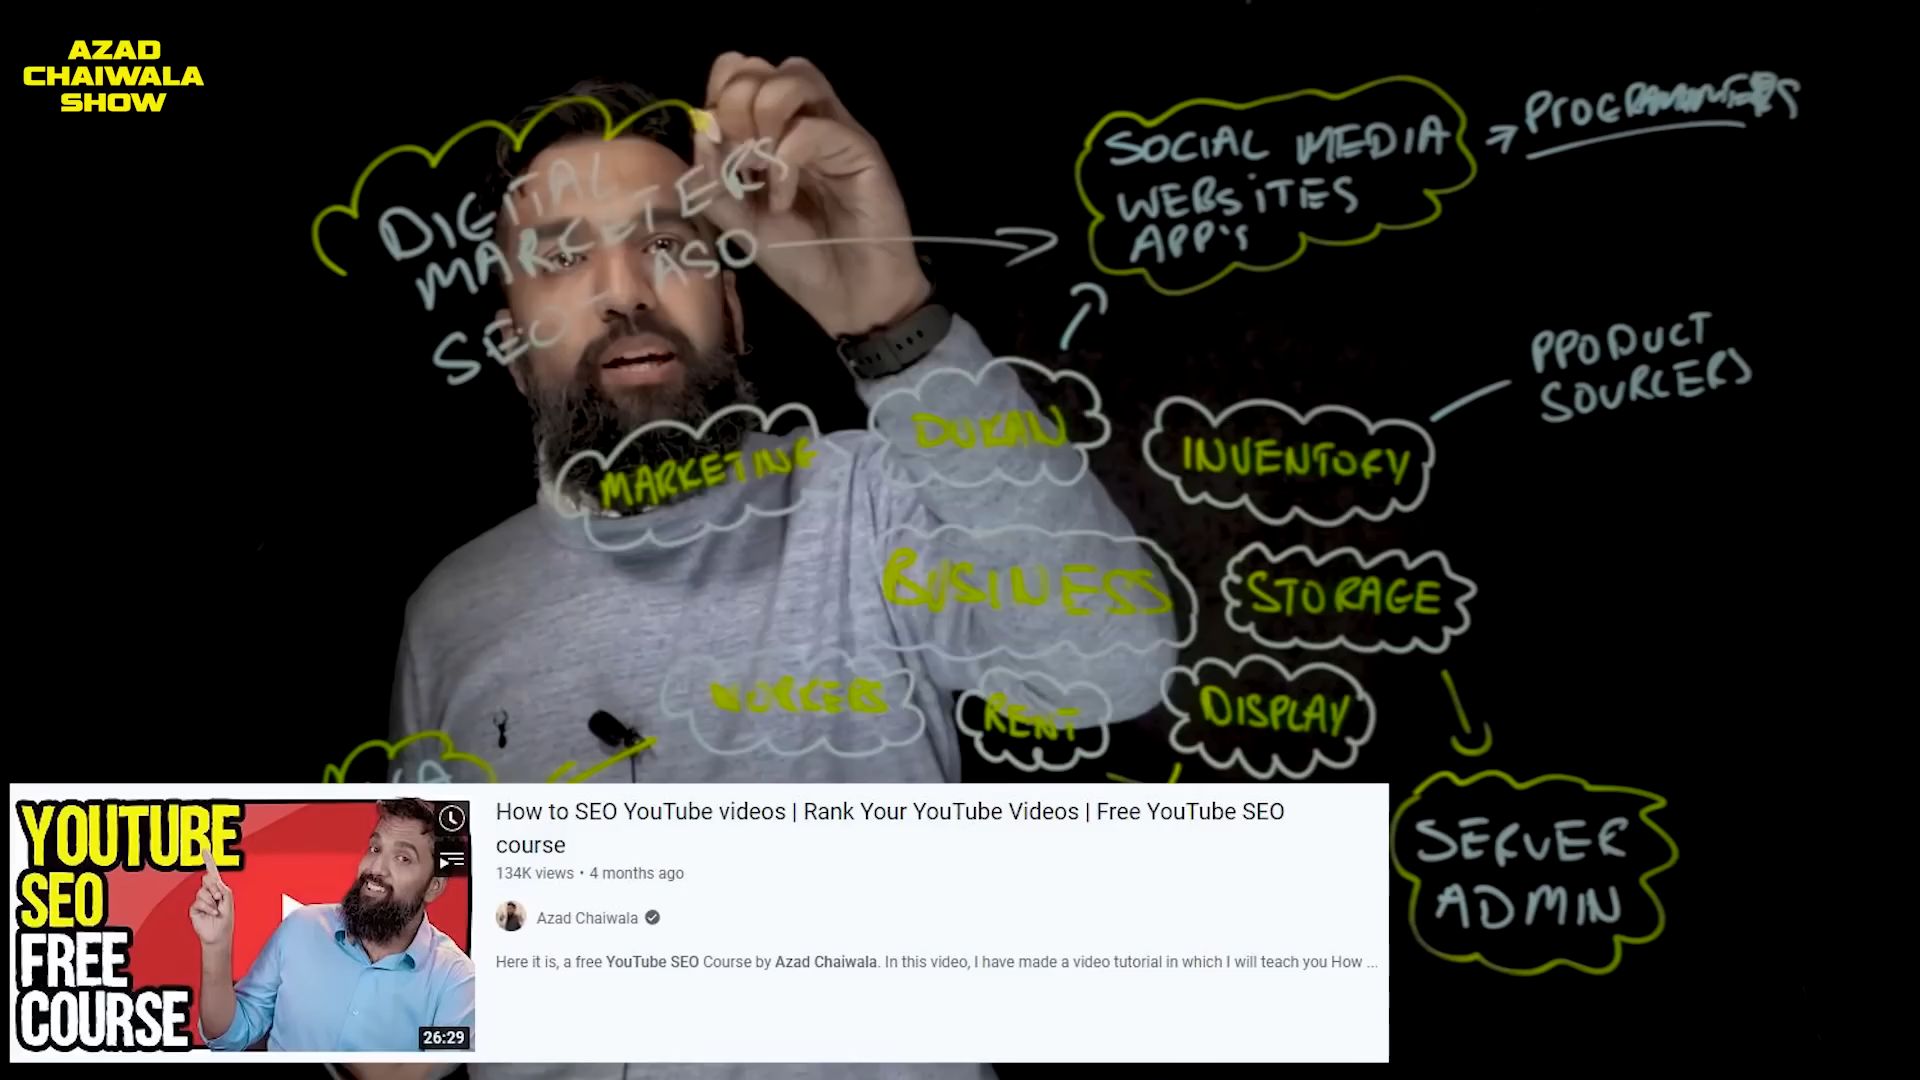 AZAD
CHAIWALA
SHOW
DIGITAL
MARKETERS
SEO - ASO
SOCIAL MEDIA
WEBSITES
APP'S
PROGRAMMERS
PPODUCT
SOURCERS
MARKETING
DUKAN
INVENTORY
BUSINESS
STORAGE
WORKERS
RENT
DISPLAY
SERVER
ADMIN
YOUTUBE
SEO
FREE
COURSE
26:29
How to SEO YouTube videos | Rank Your YouTube Videos | Free YouTube SEO
course
134K views • 4 months ago
Azad Chaiwala
Here it is, a free YouTube SEO Course by Azad Chaiwala. In this video, I have made a video tutorial in which I will teach you How ...